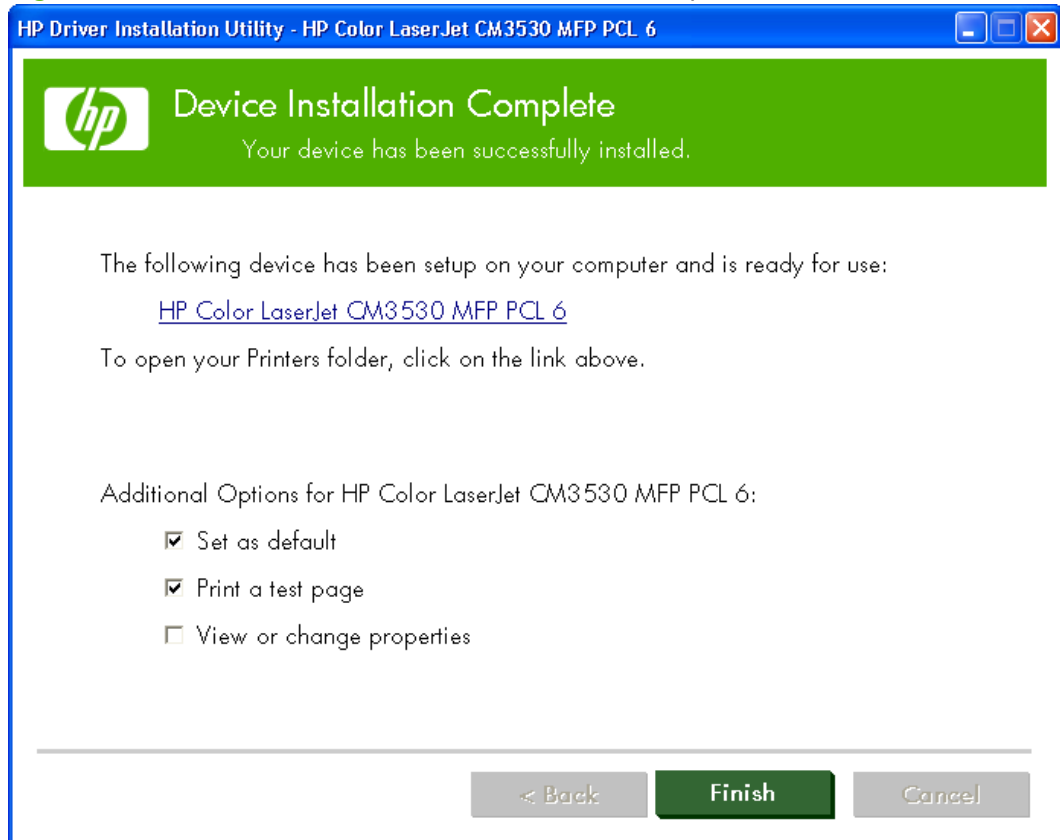 HP Driver Installation Utility - HP Color LaserJet CM3530 MFP PCL 6
hp
Device Installation Complete
Your device has been successfully installed.
The following device has been setup on your computer and is ready for use:
HP Color LaserJet CM3530 MFP PCL 6
To open your Printers folder, click on the link above.
Additional Options for HP Color LaserJet CM3530 MFP PCL 6:
Set as default
Print a test page
View or change properties
< Back
Finish
Cancel